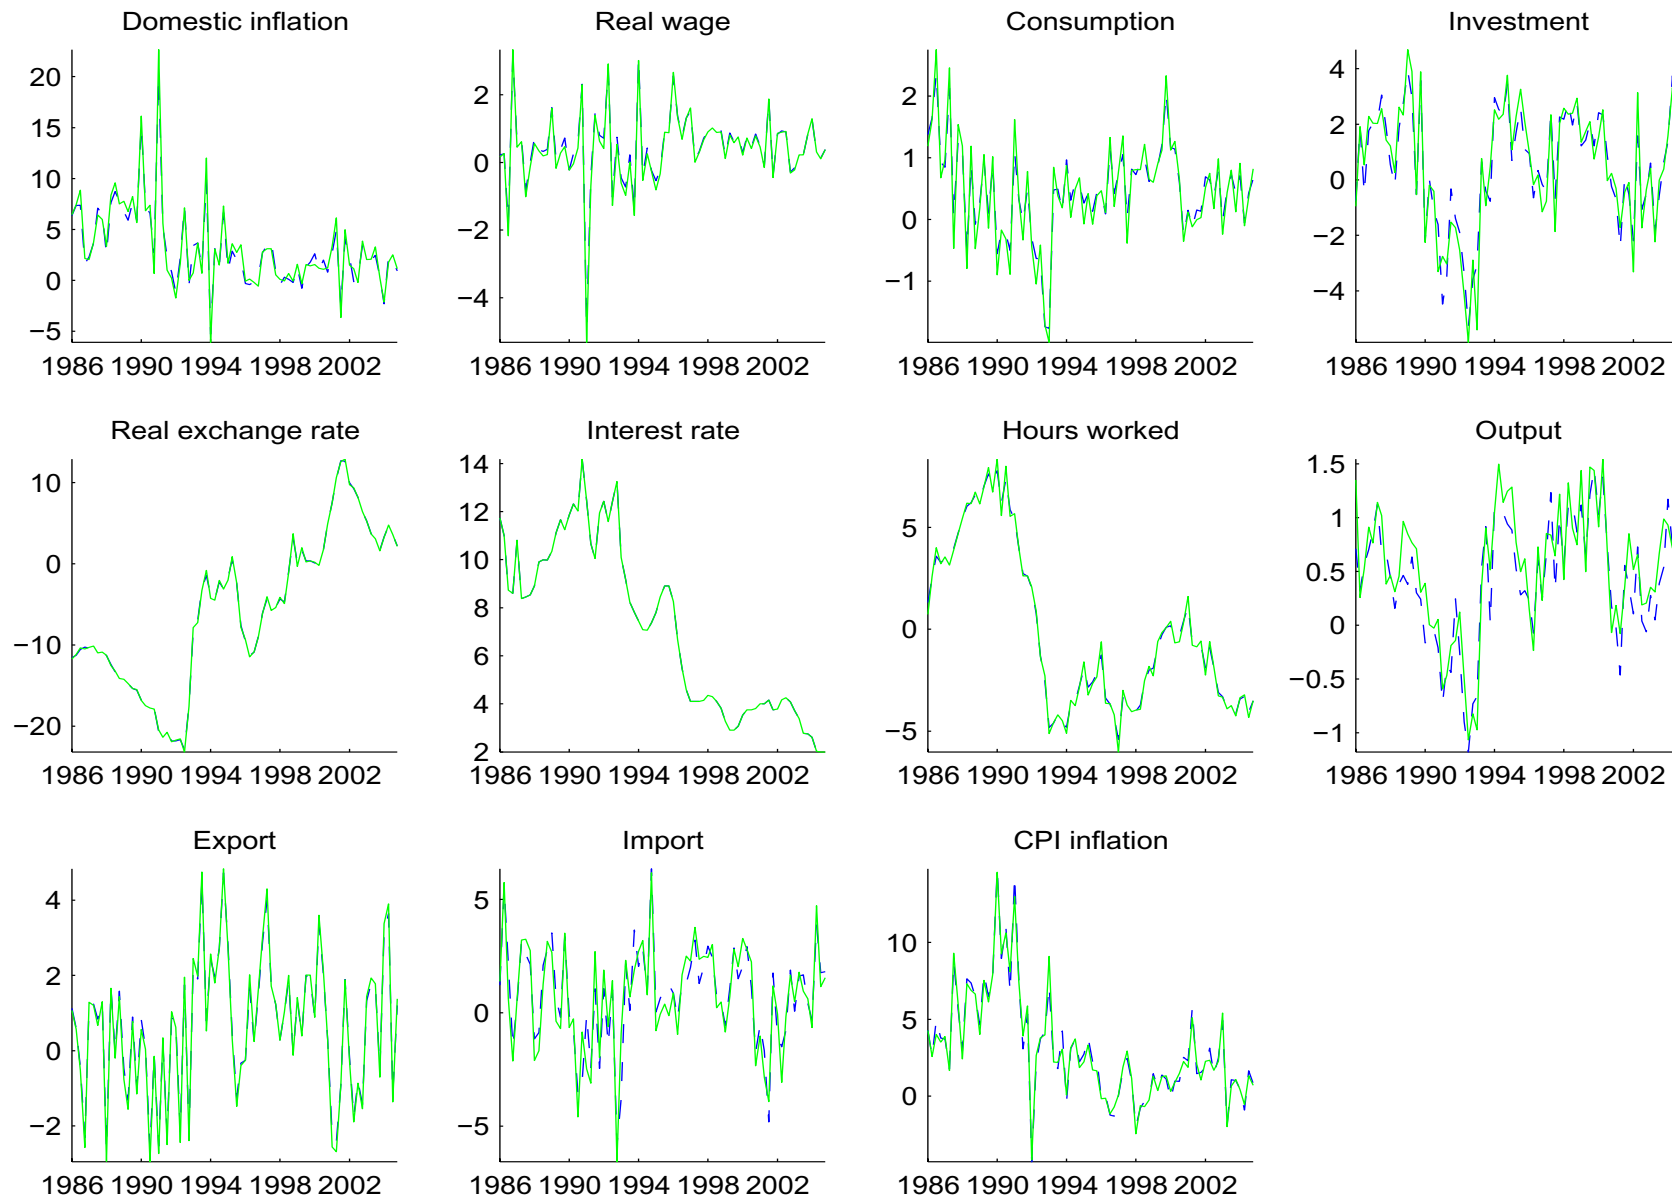 Domestic inflation Real wage Consumption Investment
20 2 2 4
15 2
10 0 1 0
5 −2 0 −2
0 −4 −1 −4
−5
1986 1990 1994 1998 2002 1986 1990 1994 1998 2002 1986 1990 1994 1998 2002 1986 1990 1994 1998 2002
Real exchange rate Interest rate Hours worked Output
10 14 5 1.5
0 12 0 1
−10 10 −5 0.5
−20 8 0
6 −0.5
4 −1
2
1986 1990 1994 1998 2002 1986 1990 1994 1998 2002 1986 1990 1994 1998 2002 1986 1990 1994 1998 2002
Export Import CPI inflation
4 5 10
2 0 5
0 −5 0
−2
1986 1990 1994 1998 2002 1986 1990 1994 1998 2002 1986 1990 1994 1998 2002